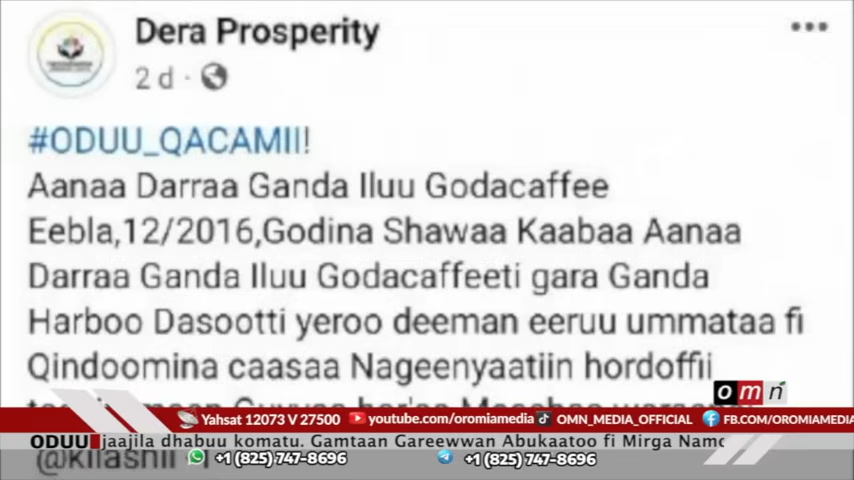 Dera Prosperity
2 d
#ODUU_QACAMII!
Aanaa Darraa Ganda Iluu Godacaffee
Eebla,12/2016,Godina Shawaa Kaabaa Aanaa
Darraa Ganda Iluu Godacaffeeti gara Ganda
Harboo Dasootti yeroo deeman eeruu ummataa fi
Qindoomina caasaa Nageenyaatiin hordoffii
omn
Yahsat 12073 V 27500 youtube.com/oromiamedia OMN_MEDIA_OFFICIAL FB.COM/OROMIAMEDIA
ODUU jaajila dhabuu komatu. Gamtaan Gareewwan Abukaatoo fi Mirga Namo
+1 (825) 747-8696 +1 (825) 747-8696